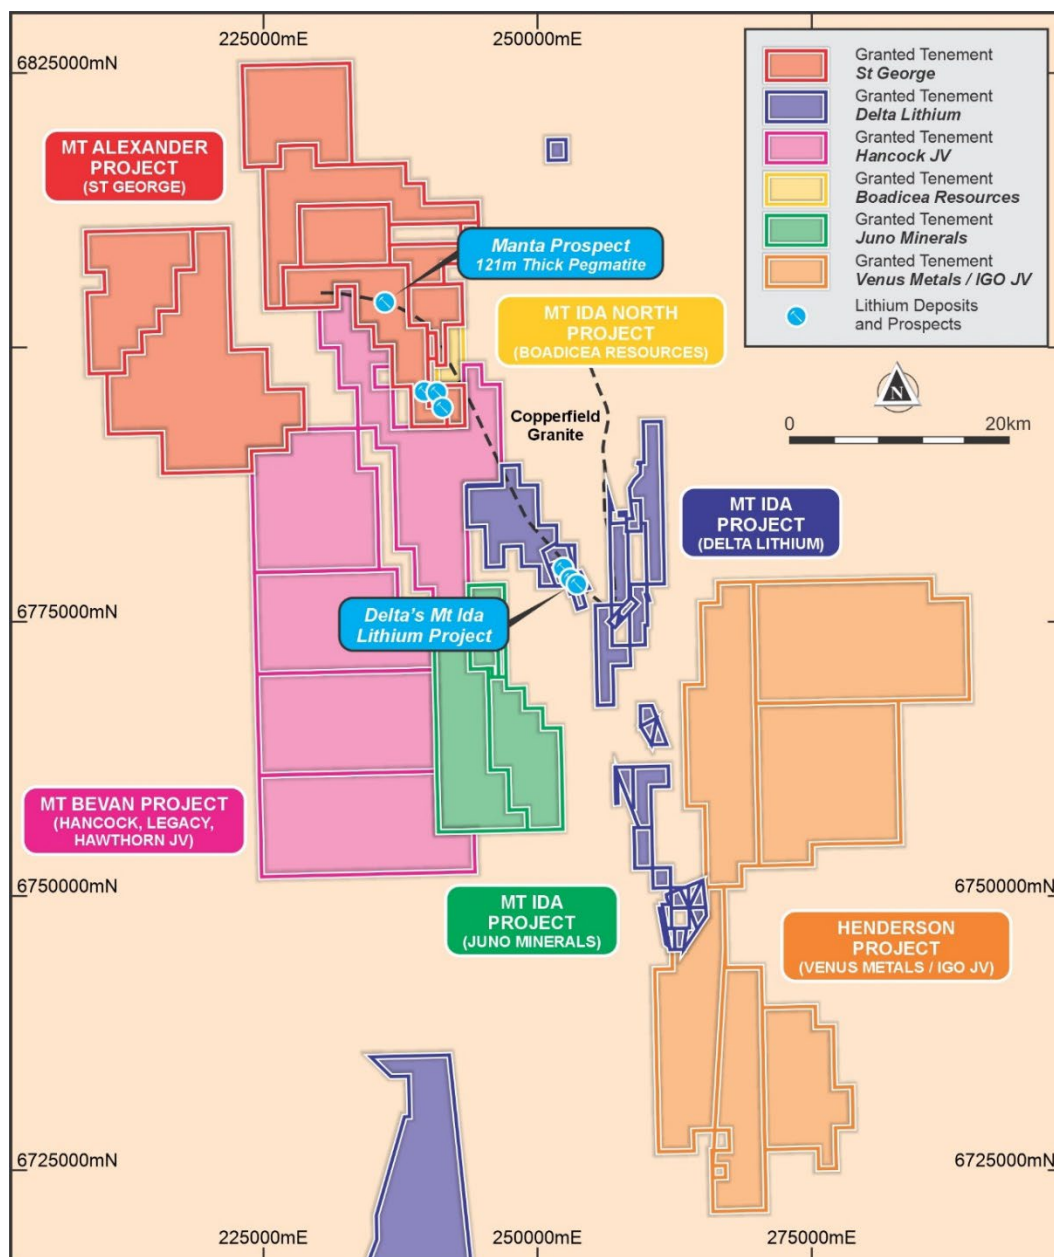 225000mE
250000mE
6825000mN
Granted Tenement
St George
Granted Tenement
Delta Lithium
Granted Tenement
Hancock JV
Granted Tenement
Boadicea Resources
Granted Tenement
Juno Minerals
Granted Tenement
Venus Metals / IGO JV
Lithium Deposits
and Prospects
MT ALEXANDER
PROJECT
(ST GEORGE)
Manta Prospect
121m Thick Pegmatite
MT IDA NORTH
PROJECT
(BOADICEA RESOURCES)
N
0
20km
Copperfield
Granite
MT IDA
PROJECT
(DELTA LITHIUM)
6775000mN
Delta's Mt Ida
Lithium Project
MT BEVAN PROJECT
(HANCOCK, LEGACY,
HAWTHORN JV)
6750000mN
6750000mN
MT IDA
PROJECT
(JUNO MINERALS)
HENDERSON
PROJECT
(VENUS METALS / IGO JV)
6725000mN
6725000mN
225000mE
250000mE
275000mE